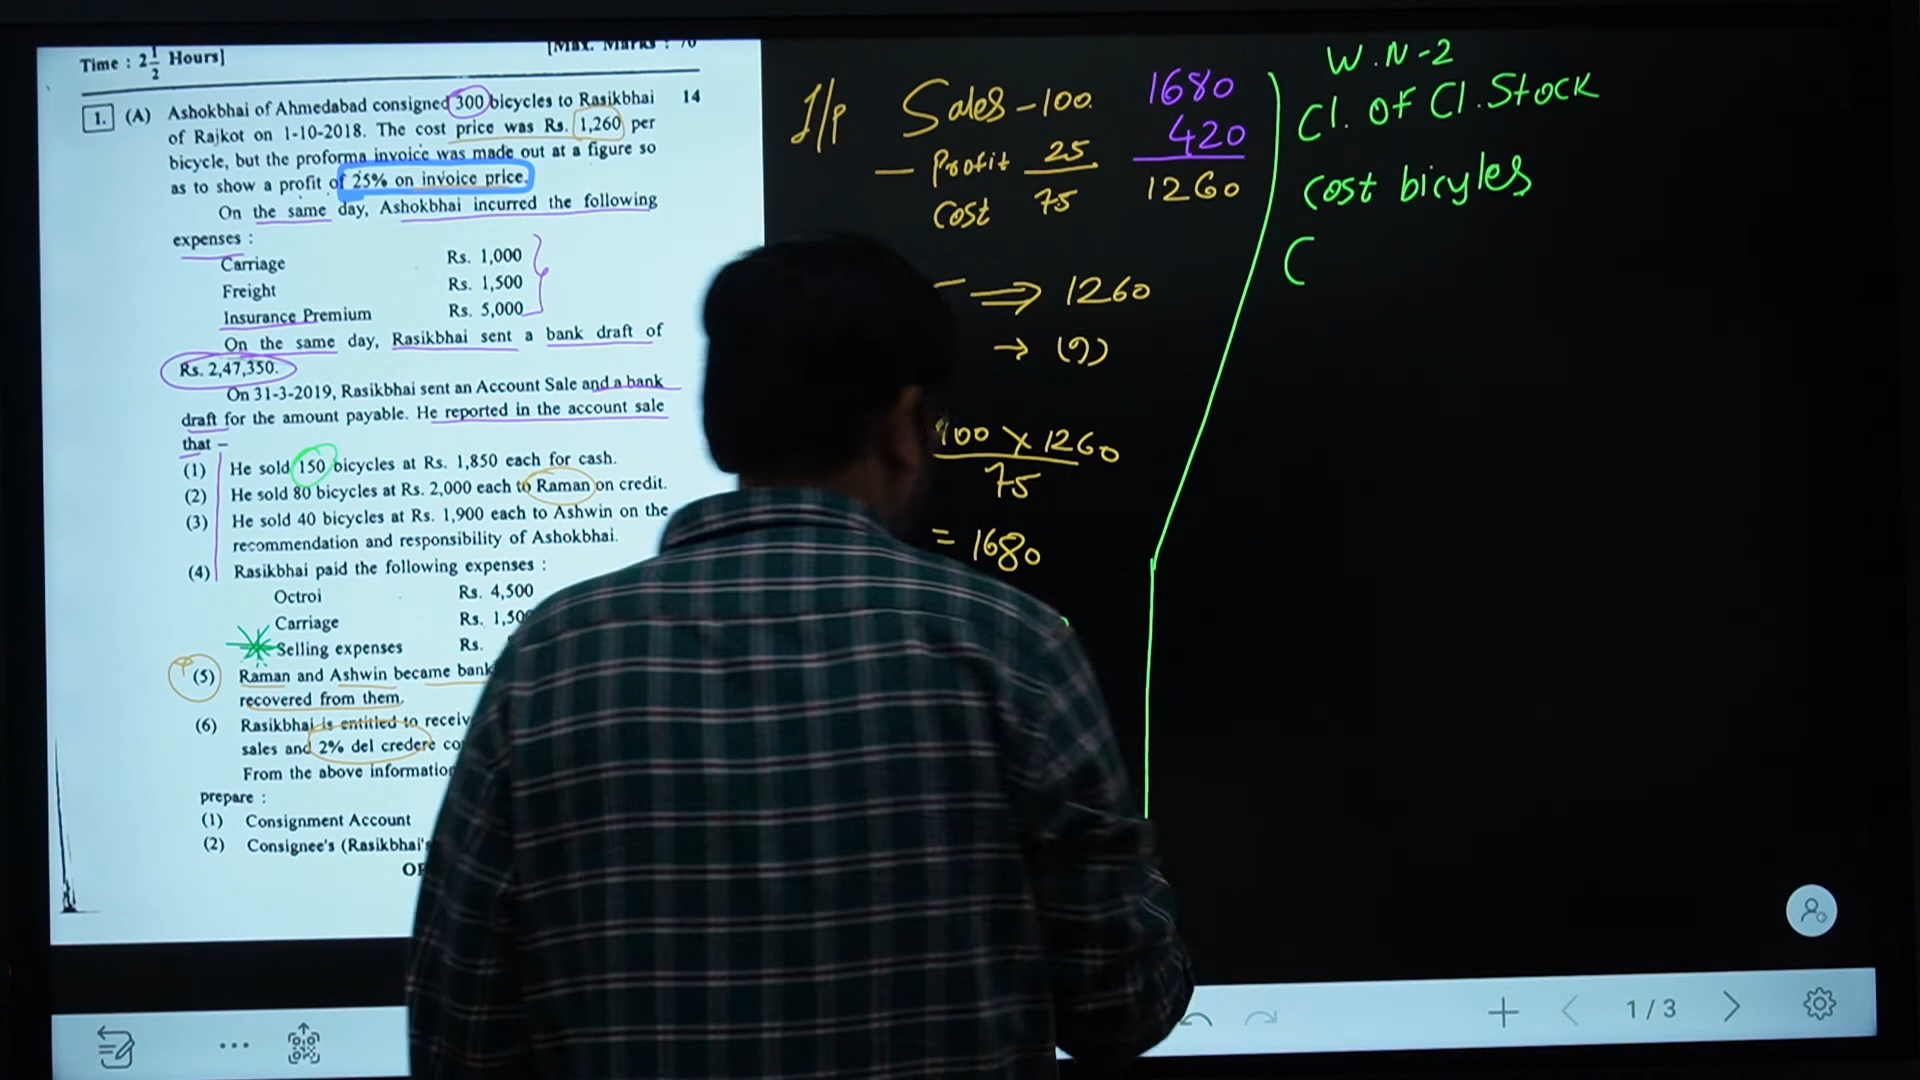 Time : 2 1/2 Hours]
[Max. Marks : 70
1. (A) Ashokbhai of Ahmedabad consigned 300 bicycles to Rasikbhai 14
of Rajkot on 1-10-2018. The cost price was Rs. 1,260 per
bicycle, but the proforma invoice was made out at a figure so
as to show a profit of 25% on invoice price.
On the same day, Ashokbhai incurred the following
expenses :
Carriage Rs. 1,000
Freight Rs. 1,500
Insurance Premium Rs. 5,000
On the same day, Rasikbhai sent a bank draft of
Rs. 2,47,350.
On 31-3-2019, Rasikbhai sent an Account Sale and a bank
draft for the amount payable. He reported in the account sale
that –
(1) He sold 150 bicycles at Rs. 1,850 each for cash.
(2) He sold 80 bicycles at Rs. 2,000 each to Raman on credit.
(3) He sold 40 bicycles at Rs. 1,900 each to Ashwin on the
recommendation and responsibility of Ashokbhai.
(4) Rasikbhai paid the following expenses :
Octroi Rs. 4,500
Carriage Rs.
Selling expenses Rs.
(5) Raman and Ashwin became
recovered from them.
(6) Rasikbhai is entitled to
sales and 2% del credere
From the above
prepare :
(1) Consignment Account
(2) Consignee's (Rasikbhai's
I/p Sales - 100. 1680
— Profit 25 420
Cost 75 1260
⇒ 1260
→ (?)
100 × 1260
75
= 1680
W.N-2
Cl. of Cl. Stock
Cost bicyles
(
1 / 3